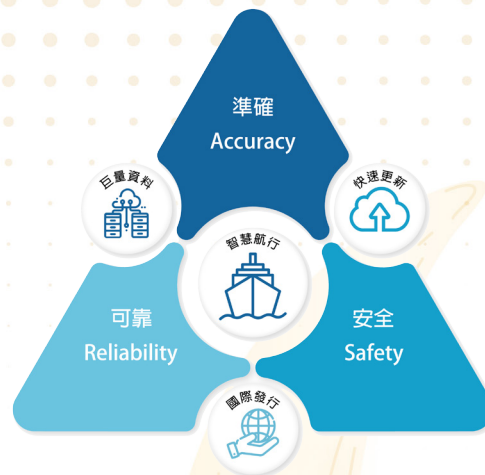 準確
Accuracy
巨量資料
快速更新
智慧航行
可靠
Reliability
安全
Safety
國際發行